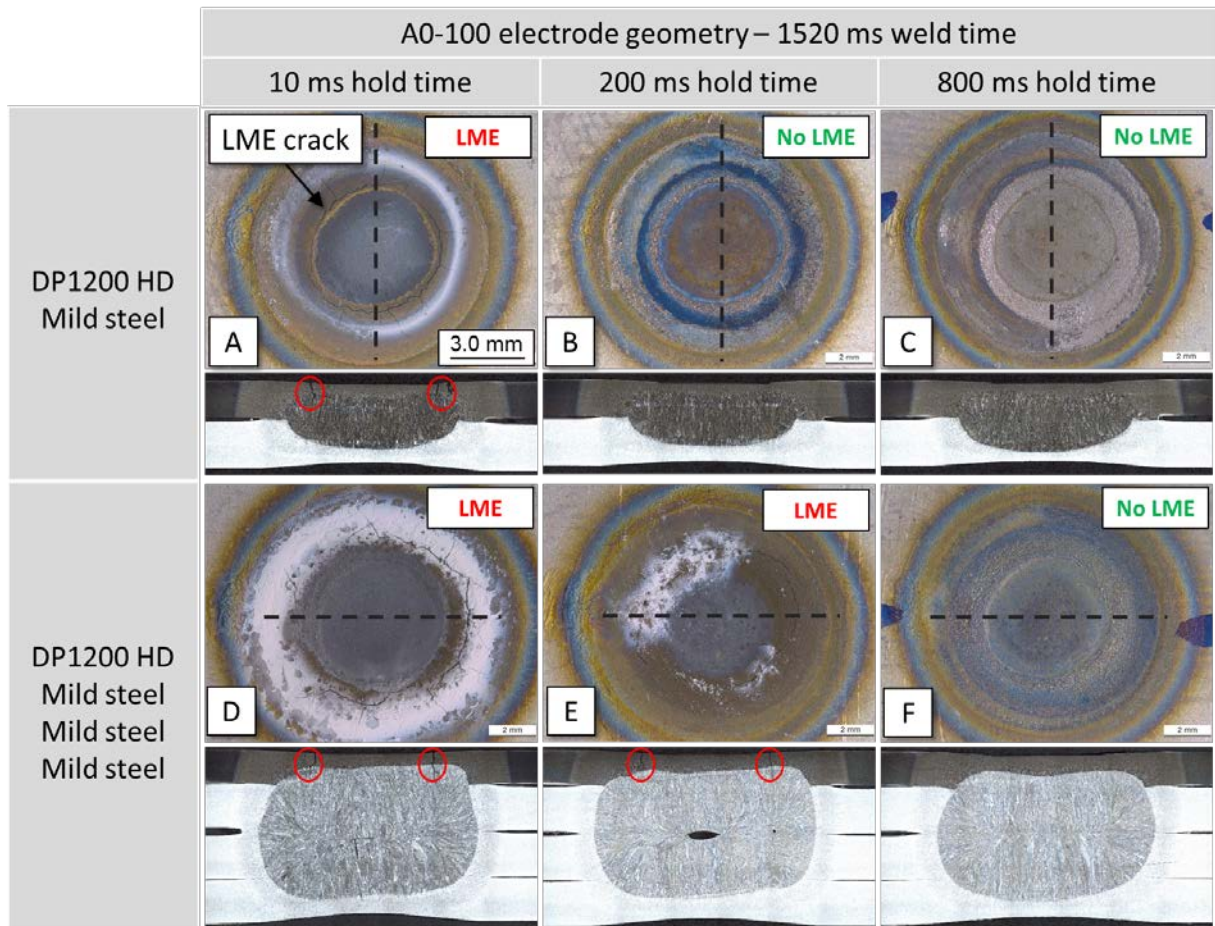 A0-100 electrode geometry – 1520 ms weld time
10 ms hold time
200 ms hold time
800 ms hold time
DP1200 HD
Mild steel
LME crack
LME
A
3.0 mm
No LME
B
2 mm
No LME
C
2 mm
DP1200 HD
Mild steel
Mild steel
Mild steel
LME
D
2 mm
LME
E
2 mm
No LME
F
2 mm